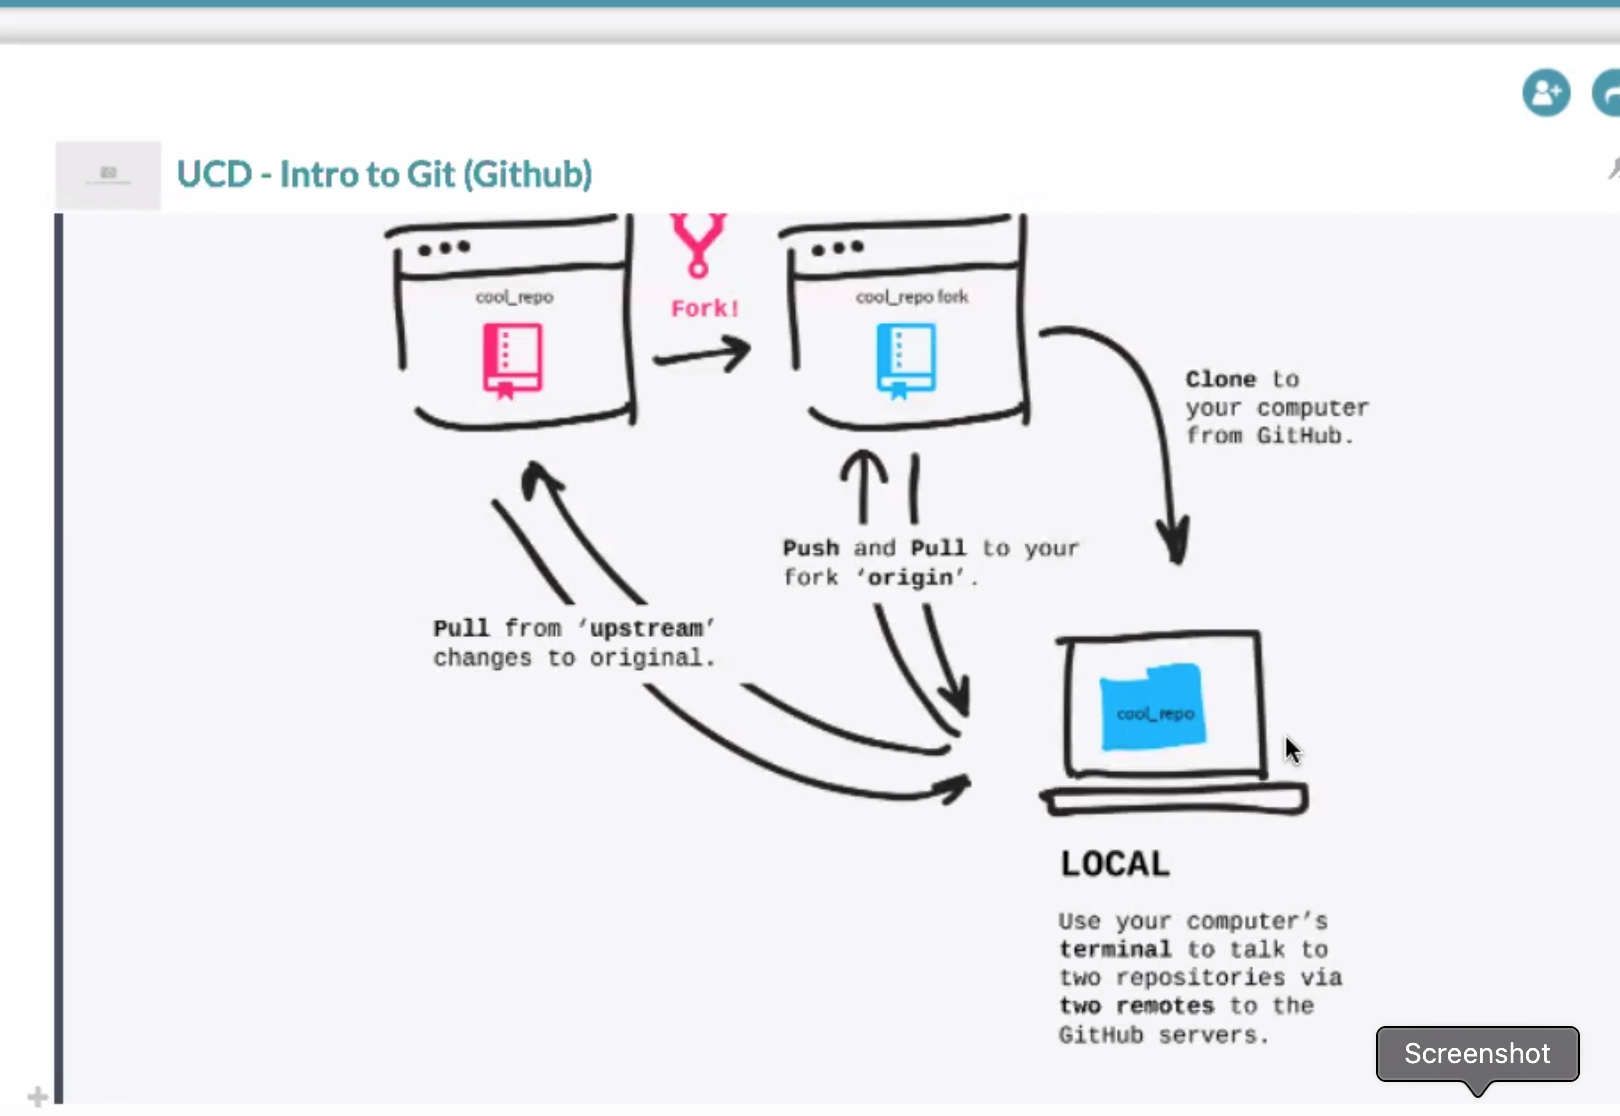 UCD - Intro to Git (Github)
cool_repo
Fork!
cool_repo fork
Clone to
your computer
from GitHub.
Push and Pull to your
fork ‘origin’.
Pull from ‘upstream’
changes to original.
cool_repo
LOCAL
Use your computer’s
terminal to talk to
two repositories via
two remotes to the
GitHub servers.
Screenshot